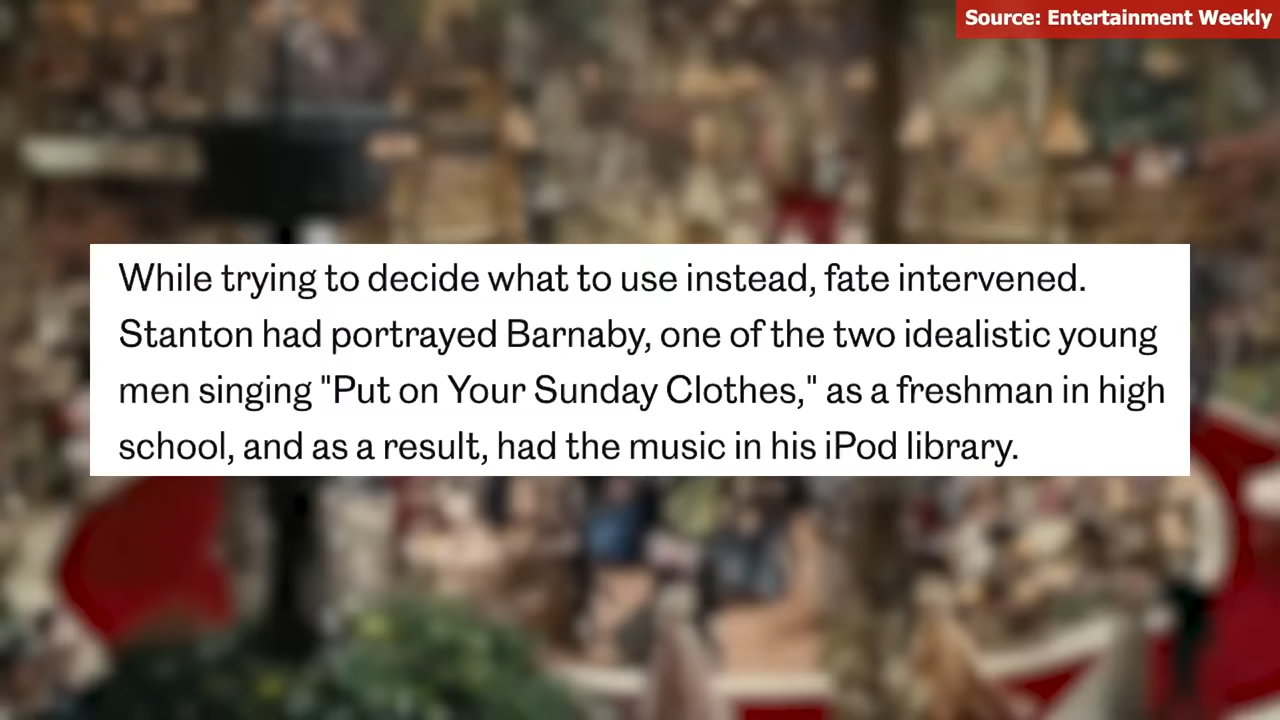 Source: Entertainment Weekly
While trying to decide what to use instead, fate intervened.
Stanton had portrayed Barnaby, one of the two idealistic young
men singing "Put on Your Sunday Clothes," as a freshman in high
school, and as a result, had the music in his iPod library.